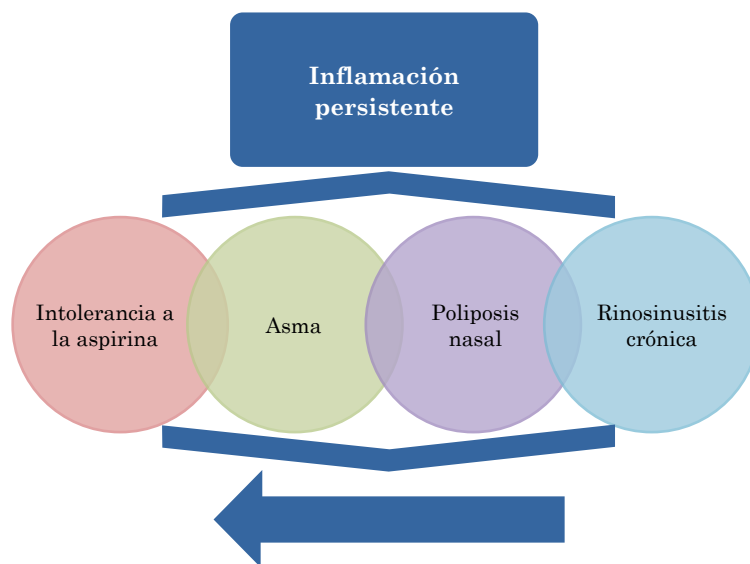 Inflamación
persistente
Intolerancia a
la aspirina
Asma
Poliposis
nasal
Rinosinusitis
crónica